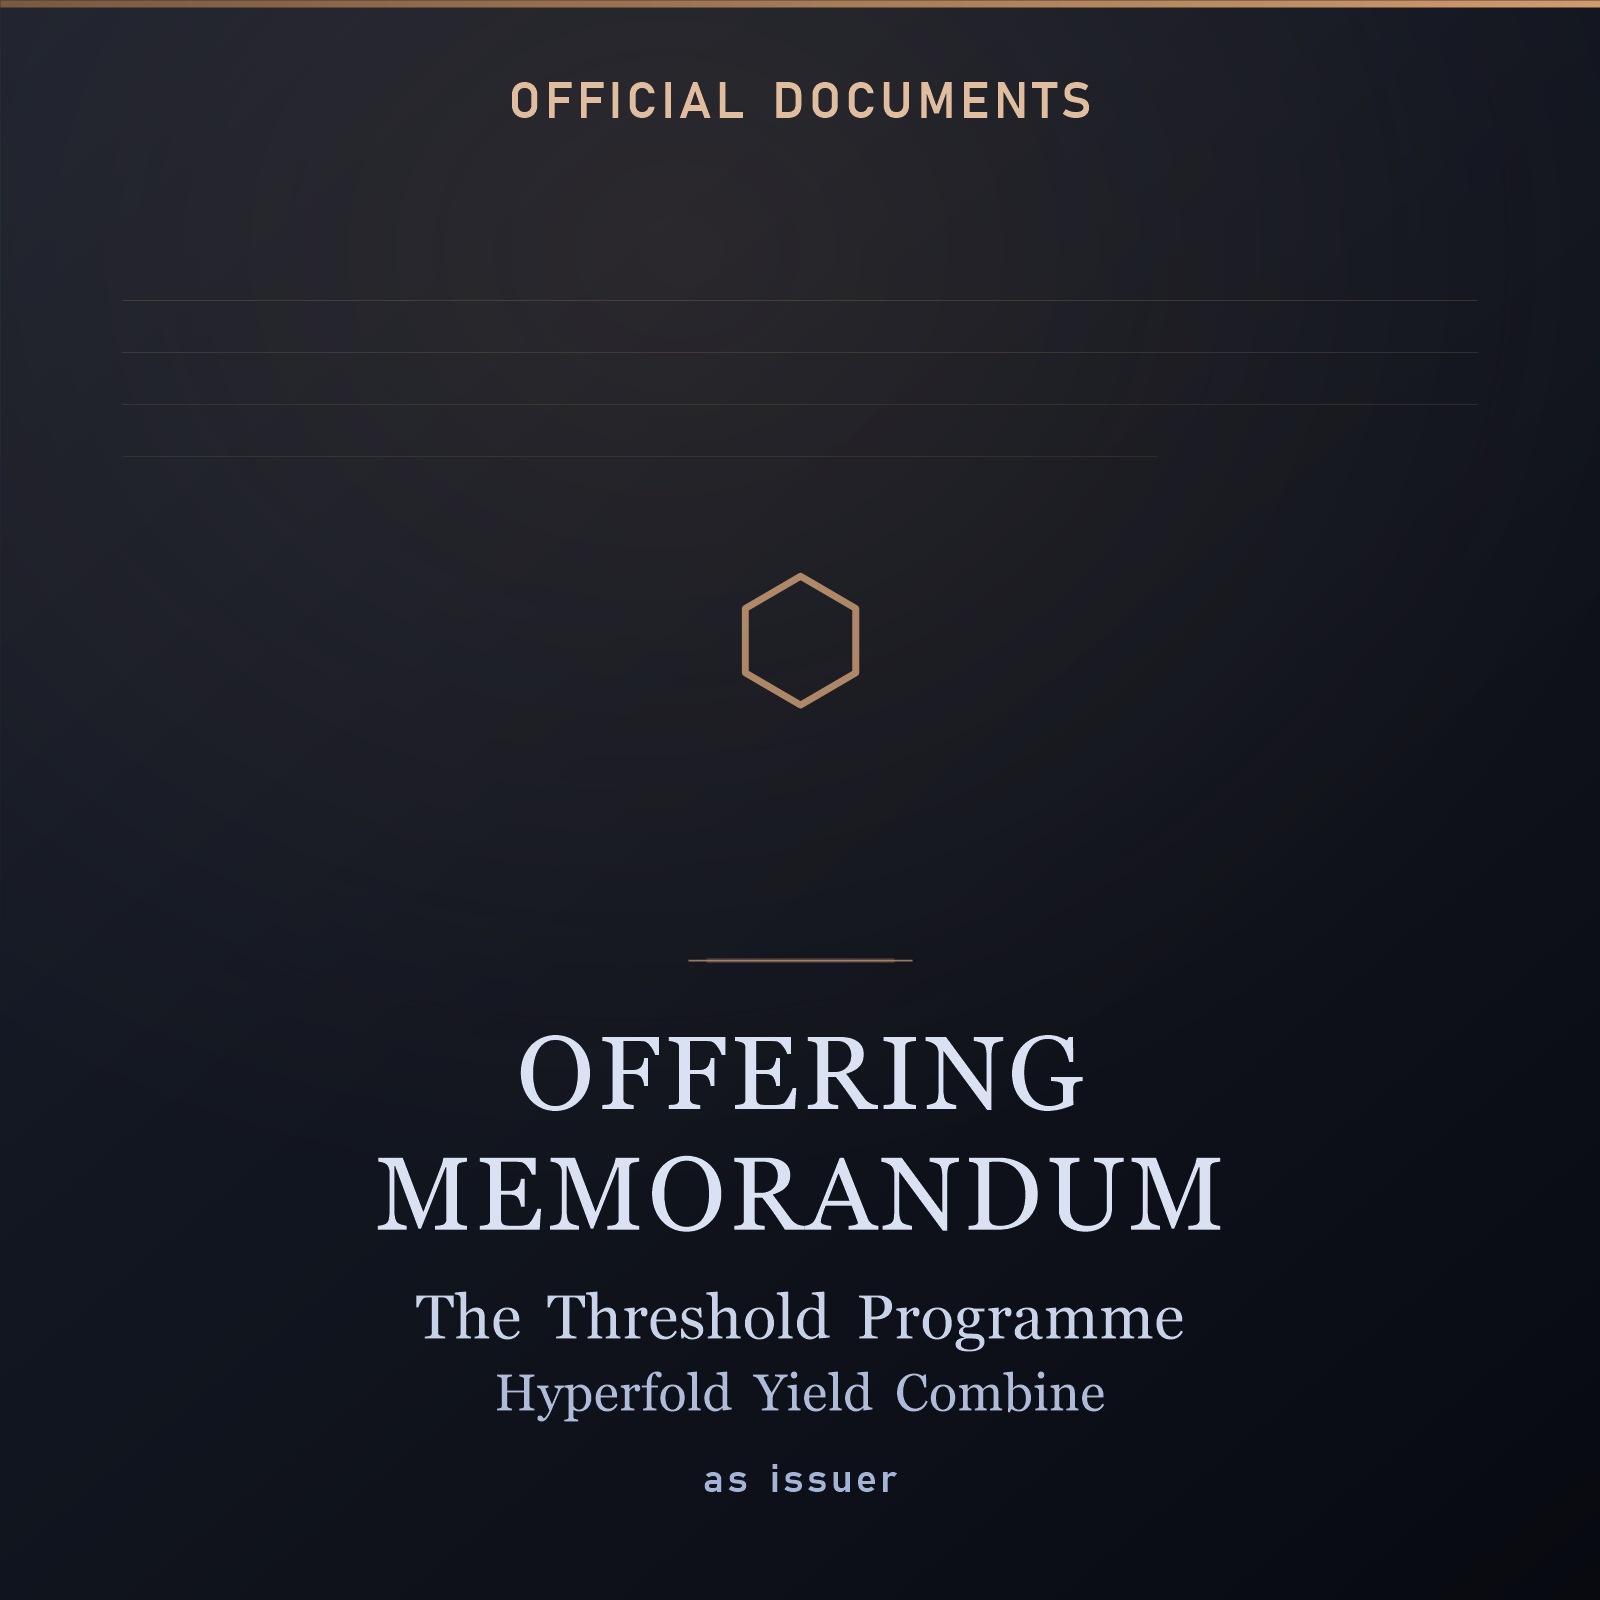 OFFICIAL DOCUMENTS
OFFERING
MEMORANDUM
The Threshold Programme
Hyperfold Yield Combine
as issuer